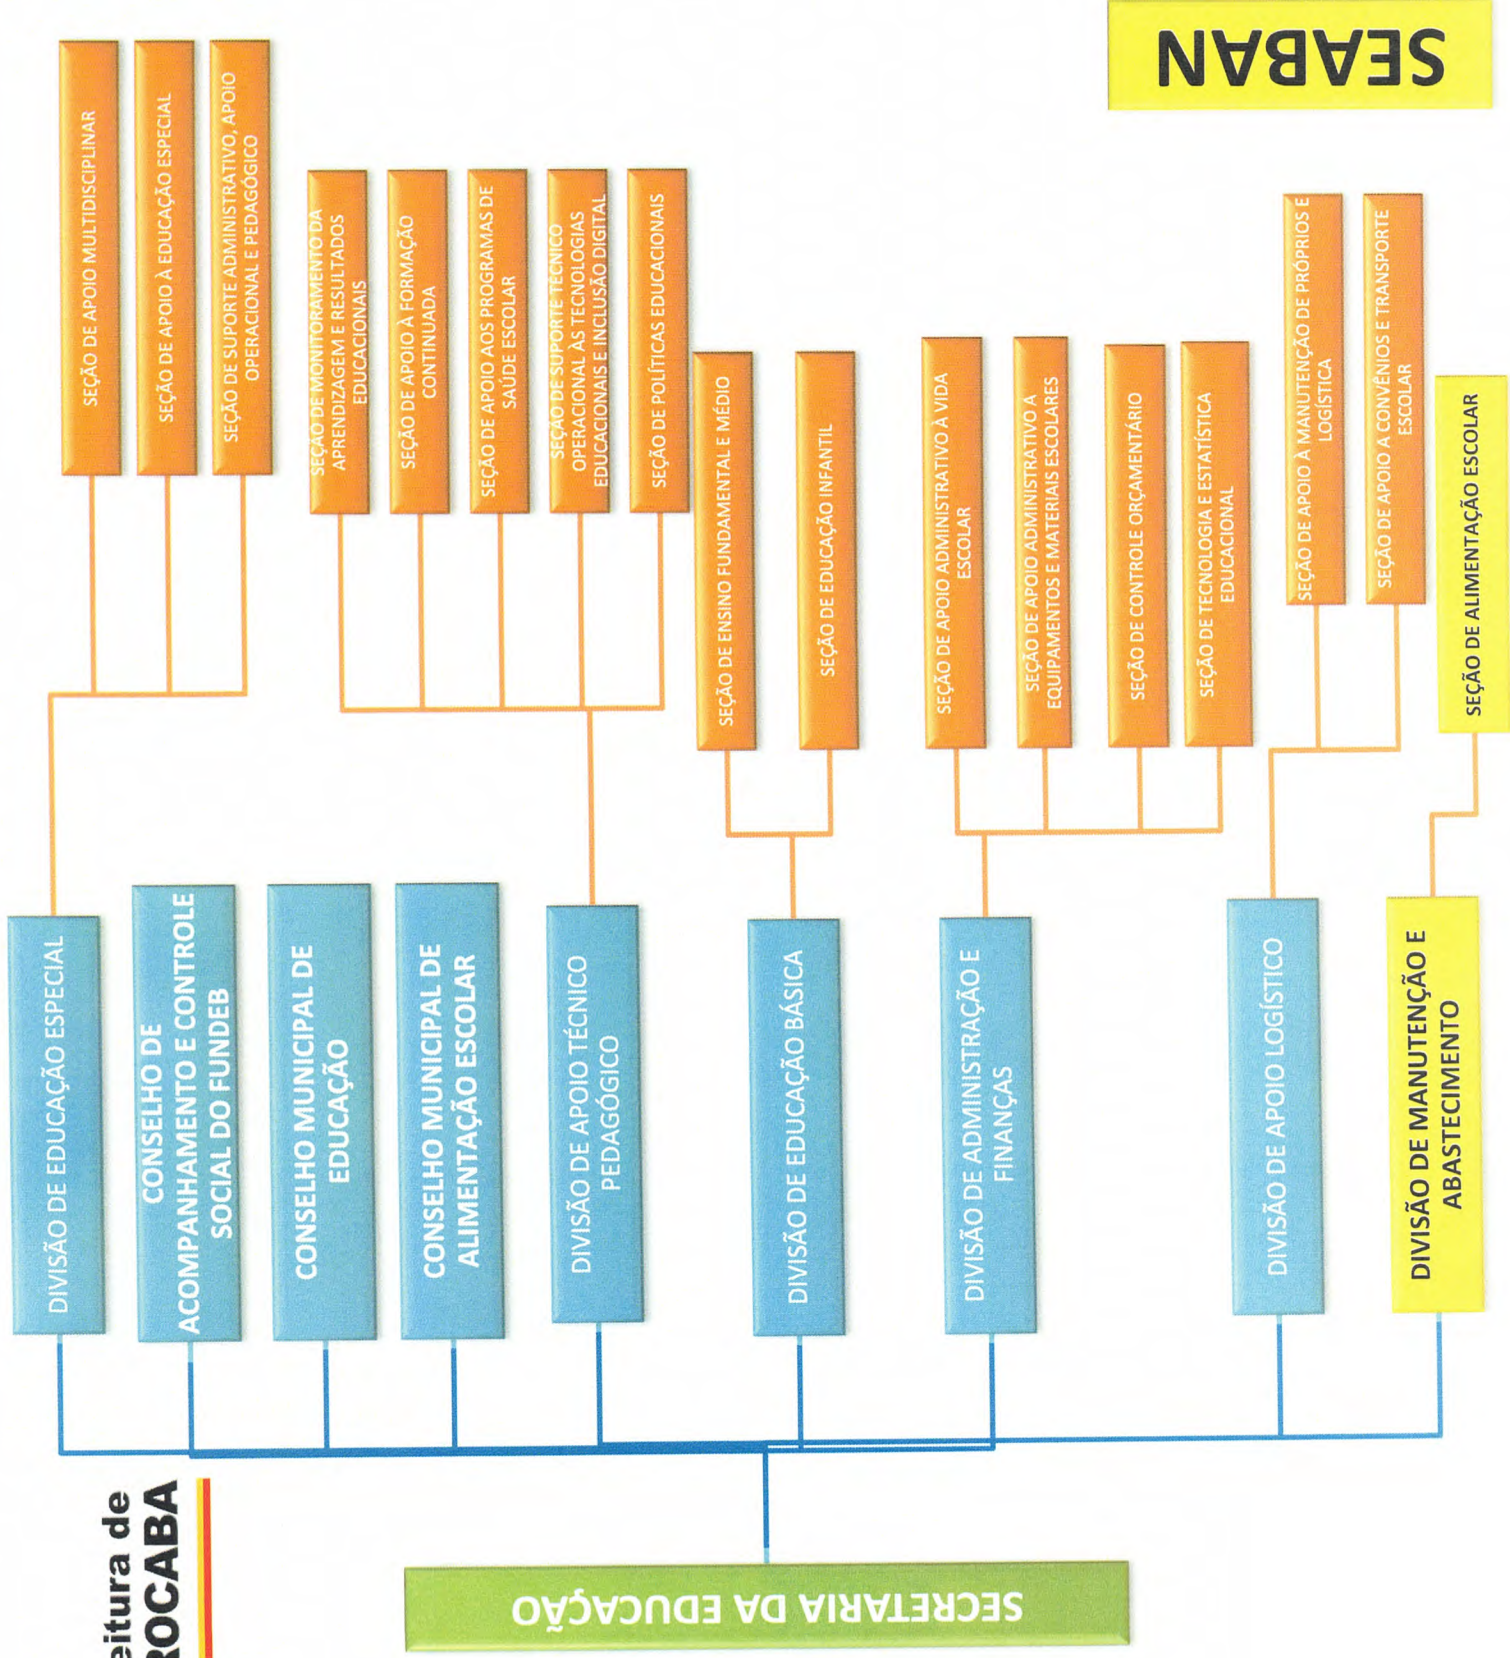 eitura de
ROCABA
SECRETARIA DA EDUCAÇÃO
DIVISÃO DE EDUCAÇÃO ESPECIAL
SEÇÃO DE APOIO MULTIDISCIPLINAR
SEÇÃO DE APOIO À EDUCAÇÃO ESPECIAL
SEÇÃO DE SUPORTE ADMINISTRATIVO, APOIO
OPERACIONAL E PEDAGÓGICO
CONSELHO DE
ACOMPANHAMENTO E CONTROLE
SOCIAL DO FUNDEB
CONSELHO MUNICIPAL DE
EDUCAÇÃO
CONSELHO MUNICIPAL DE
ALIMENTAÇÃO ESCOLAR
DIVISÃO DE APOIO TÉCNICO
PEDAGÓGICO
SEÇÃO DE MONITORAMENTO DA
APRENDIZAGEM E RESULTADOS
EDUCACIONAIS
SEÇÃO DE APOIO À FORMAÇÃO
CONTINUADA
SEÇÃO DE APOIO AOS PROGRAMAS DE
SAÚDE ESCOLAR
SEÇÃO DE SUPORTE TÉCNICO
OPERACIONAL ÀS TECNOLOGIAS
EDUCACIONAIS E INCLUSÃO DIGITAL
SEÇÃO DE POLÍTICAS EDUCACIONAIS
DIVISÃO DE EDUCAÇÃO BÁSICA
SEÇÃO DE ENSINO FUNDAMENTAL E MÉDIO
SEÇÃO DE EDUCAÇÃO INFANTIL
DIVISÃO DE ADMINISTRAÇÃO E
FINANÇAS
SEÇÃO DE APOIO ADMINISTRATIVO À VIDA
ESCOLAR
SEÇÃO DE APOIO ADMINISTRATIVO A
EQUIPAMENTOS E MATERIAIS ESCOLARES
SEÇÃO DE CONTROLE ORÇAMENTÁRIO
SEÇÃO DE TECNOLOGIA E ESTATÍSTICA
EDUCACIONAL
DIVISÃO DE APOIO LOGÍSTICO
SEÇÃO DE APOIO À MANUTENÇÃO DE PRÓPRIOS E
LOGÍSTICA
SEÇÃO DE APOIO A CONVÊNIOS E TRANSPORTE
ESCOLAR
DIVISÃO DE MANUTENÇÃO E
ABASTECIMENTO
SEÇÃO DE ALIMENTAÇÃO ESCOLAR
SEABAN